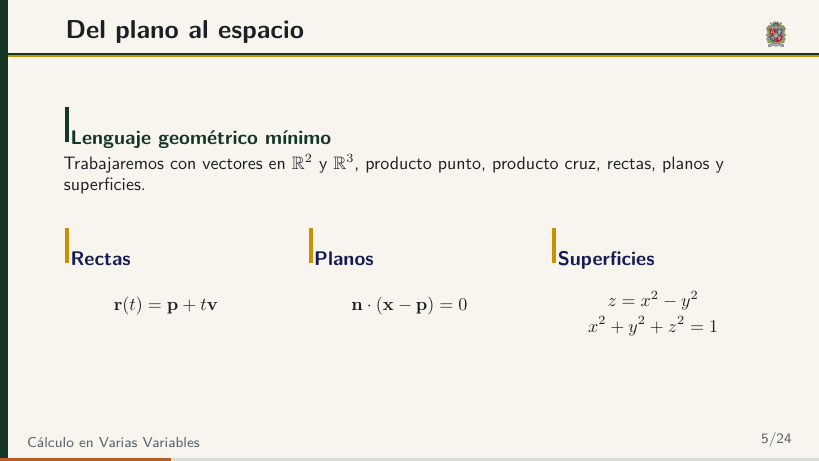 Del plano al espacio
Lenguaje geométrico mínimo
Trabajaremos con vectores en ℝ² y ℝ³, producto punto, producto cruz, rectas, planos y
superficies.
Rectas
r(t) = p + tv
Planos
n · (x − p) = 0
Superficies
z = x² − y²
x² + y² + z² = 1
Cálculo en Varias Variables
5/24